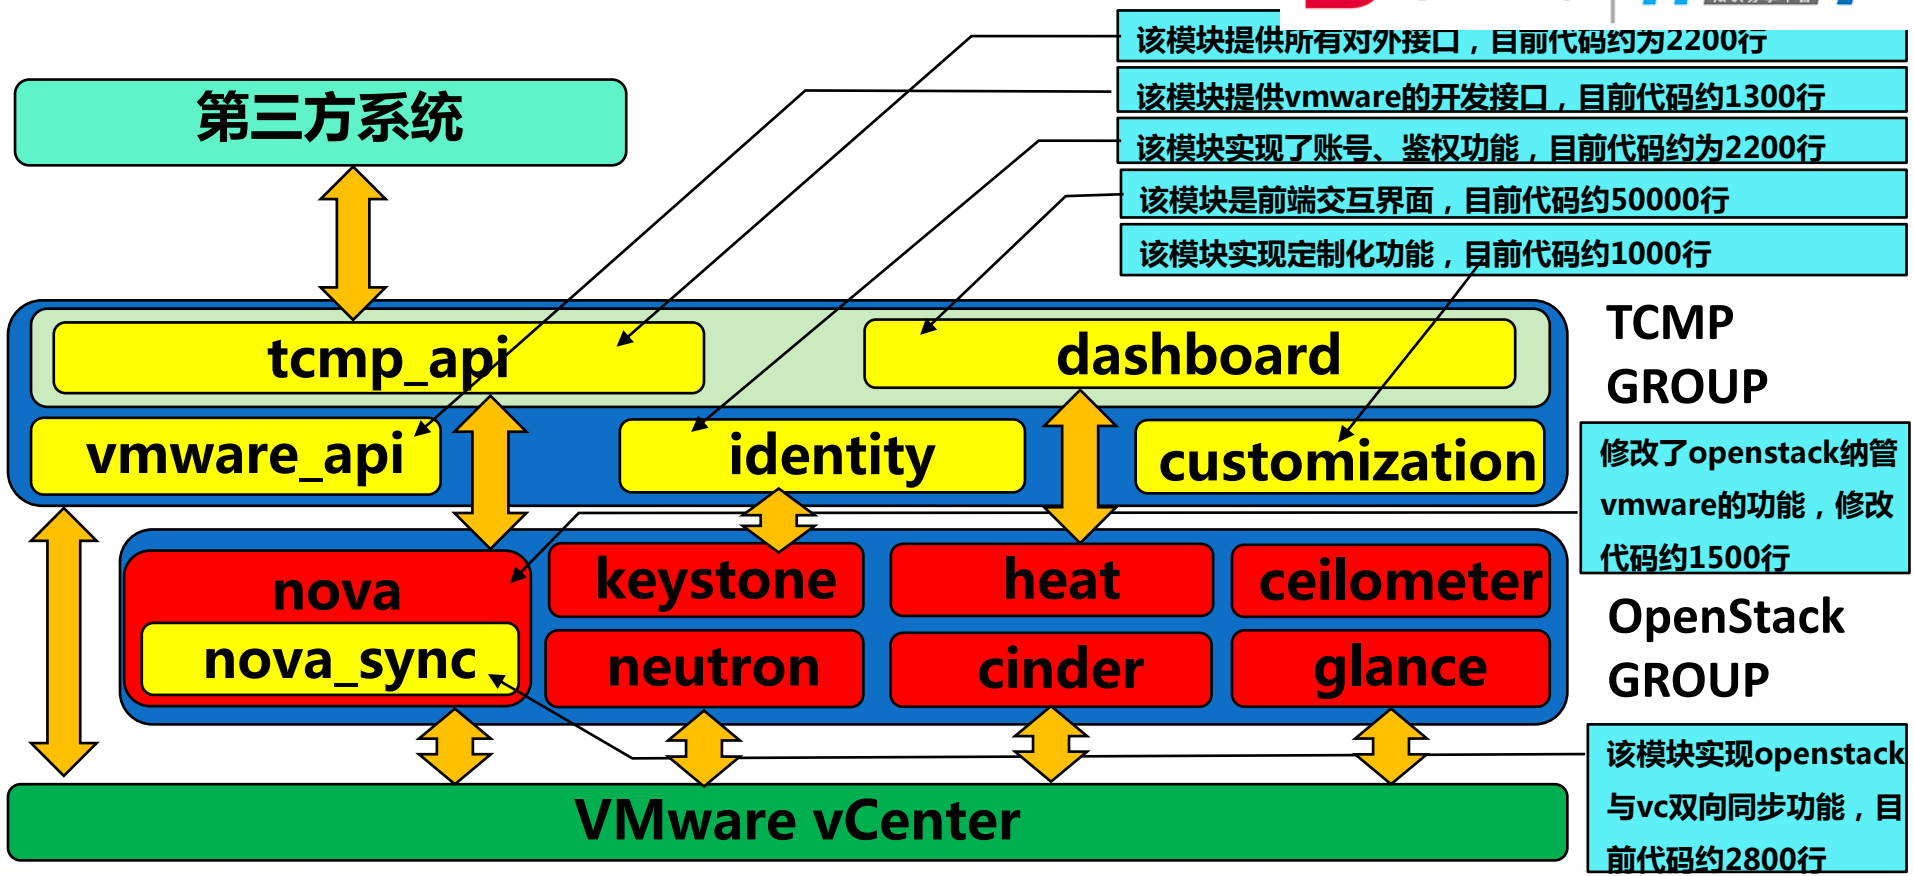 该模块提供所有对外接口，目前代码约为2200行
该模块提供vmware的开发接口，目前代码约1300行
第三方系统
该模块实现了账号、鉴权功能，目前代码约为2200行
该模块是前端交互界面，目前代码约50000行
该模块实现定制化功能，目前代码约1000行
TCMP
GROUP
tcmp_api
dashboard
vmware_api
identity
customization
修改了openstack纳管
vmware的功能，修改
代码约1500行
nova
keystone
heat
ceilometer
nova_sync
neutron
cinder
glance
OpenStack
GROUP
该模块实现openstack
与vc双向同步功能，目
前代码约2800行
VMware vCenter